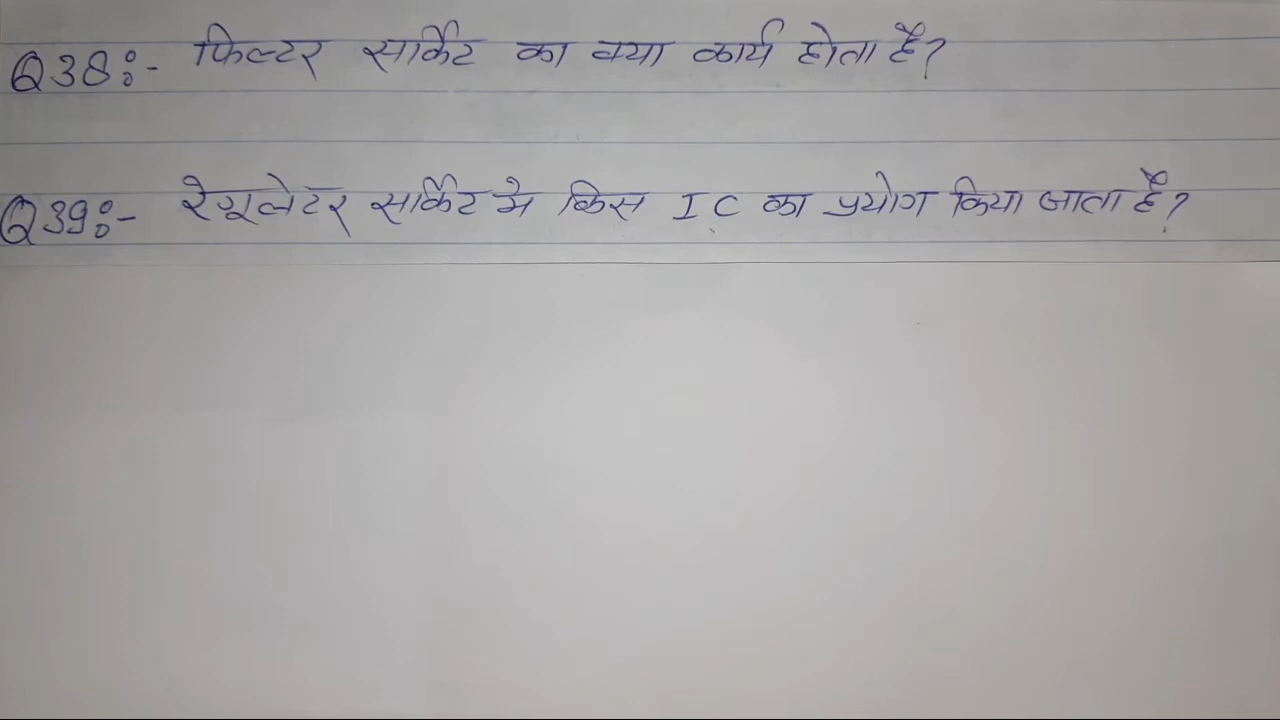 Q38:- फिल्टर सर्किट का क्या कार्य होता है?
Q39:- रेगूलेटर सर्किट मे किस IC का प्रयोग किया जाता है?